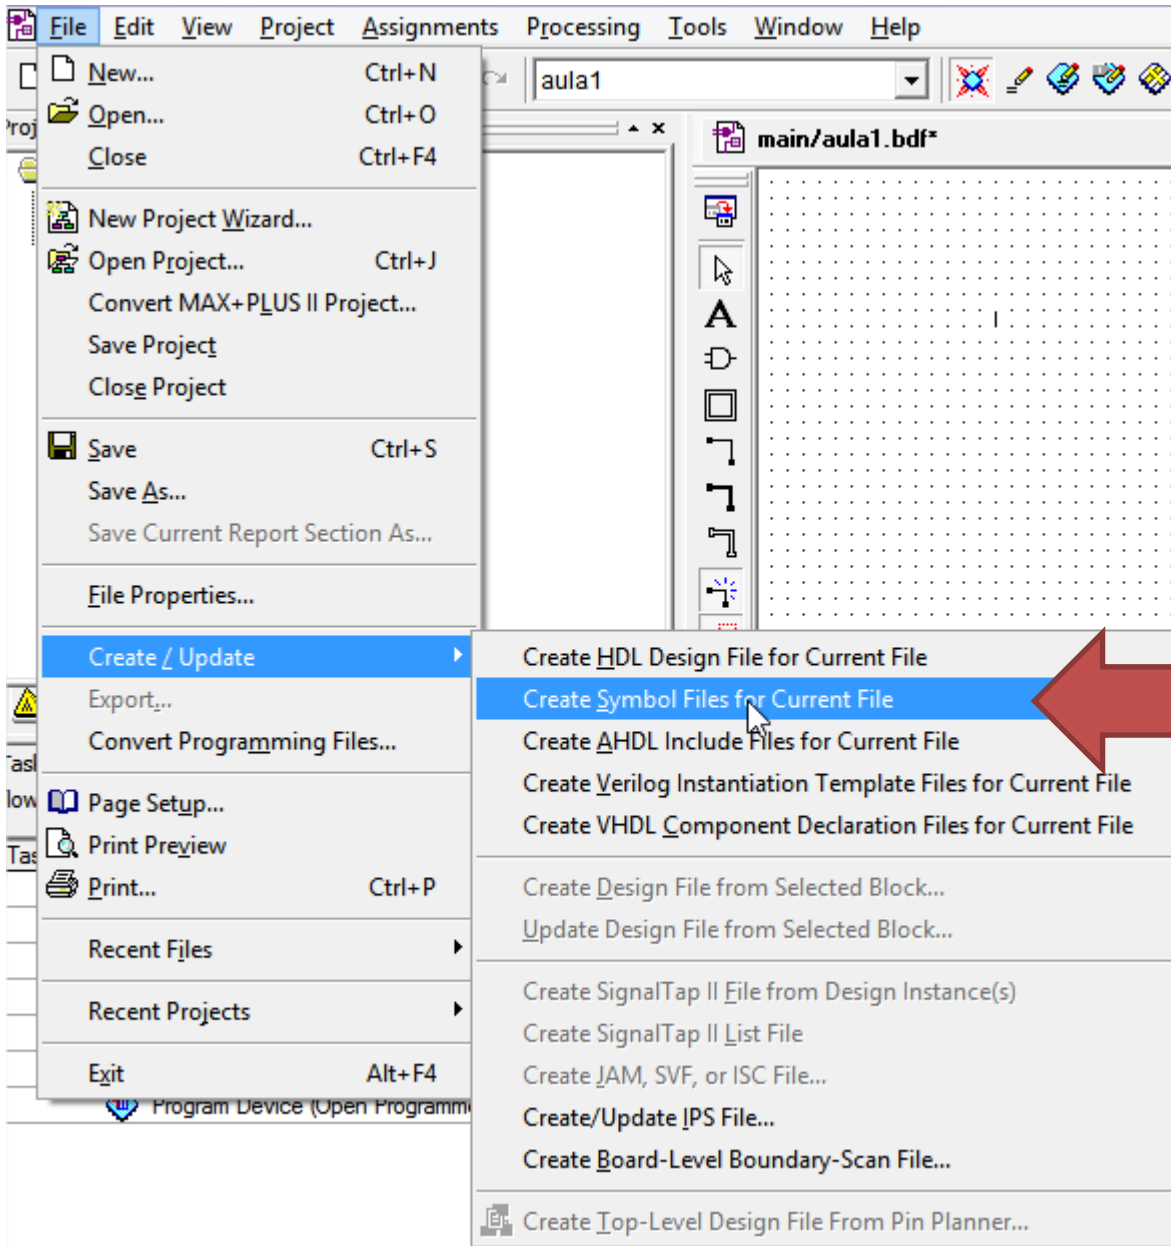 File Edit View Project Assignments Processing Tools Window Help
New... Ctrl+N
aula1
Open... Ctrl+O
Proj
Close Ctrl+F4
main/aula1.bdf*
New Project Wizard...
Open Project... Ctrl+J
Convert MAX+PLUS II Project...
Save Project
Close Project
Save Ctrl+S
Save As...
Save Current Report Section As...
File Properties...
Create / Update
Export...
Convert Programming Files...
Page Setup...
Print Preview
Tas
Print... Ctrl+P
Recent Files
Recent Projects
Exit Alt+F4
Program Device (Open Programme
Create HDL Design File for Current File
Create Symbol Files for Current File
Create AHDL Include Files for Current File
Create Verilog Instantiation Template Files for Current File
Create VHDL Component Declaration Files for Current File
Create Design File from Selected Block...
Update Design File from Selected Block...
Create SignalTap II File from Design Instance(s)
Create SignalTap II List File
Create JAM, SVF, or ISC File...
Create/Update IPS File...
Create Board-Level Boundary-Scan File...
Create Top-Level Design File From Pin Planner...